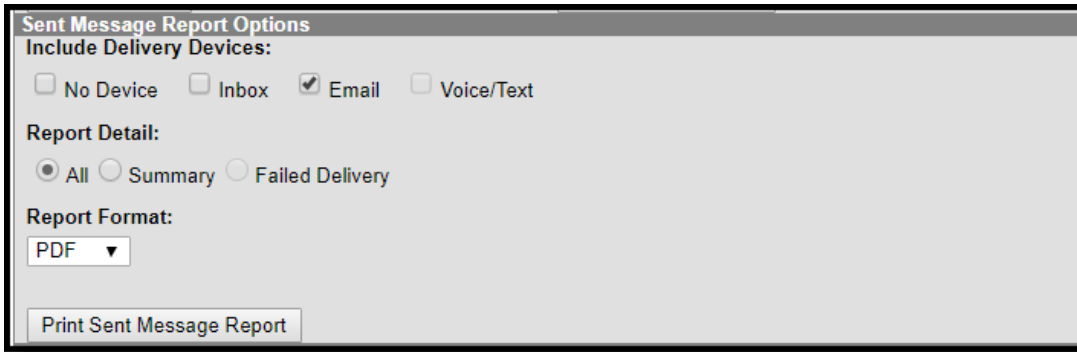 Sent Message Report Options
Include Delivery Devices:
No Device Inbox Email Voice/Text
Report Detail:
All Summary Failed Delivery
Report Format:
PDF
Print Sent Message Report